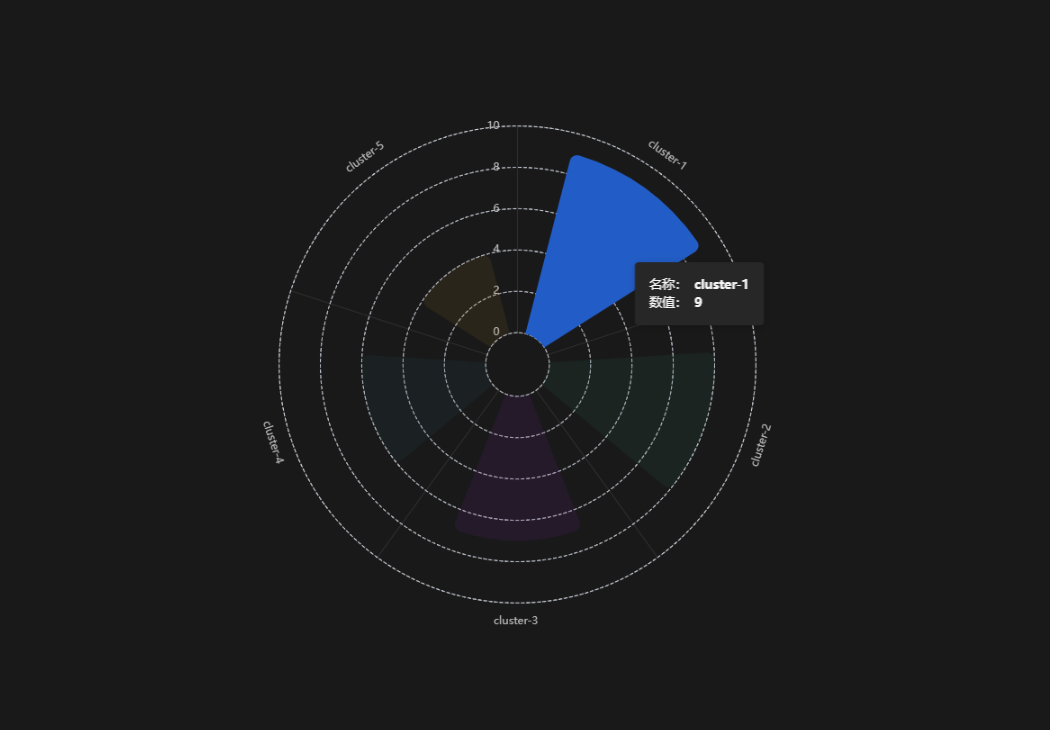 10
8
6
4
2
0
cluster-5
cluster-1
名称： cluster-1
数值： 9
cluster-4
cluster-2
cluster-3